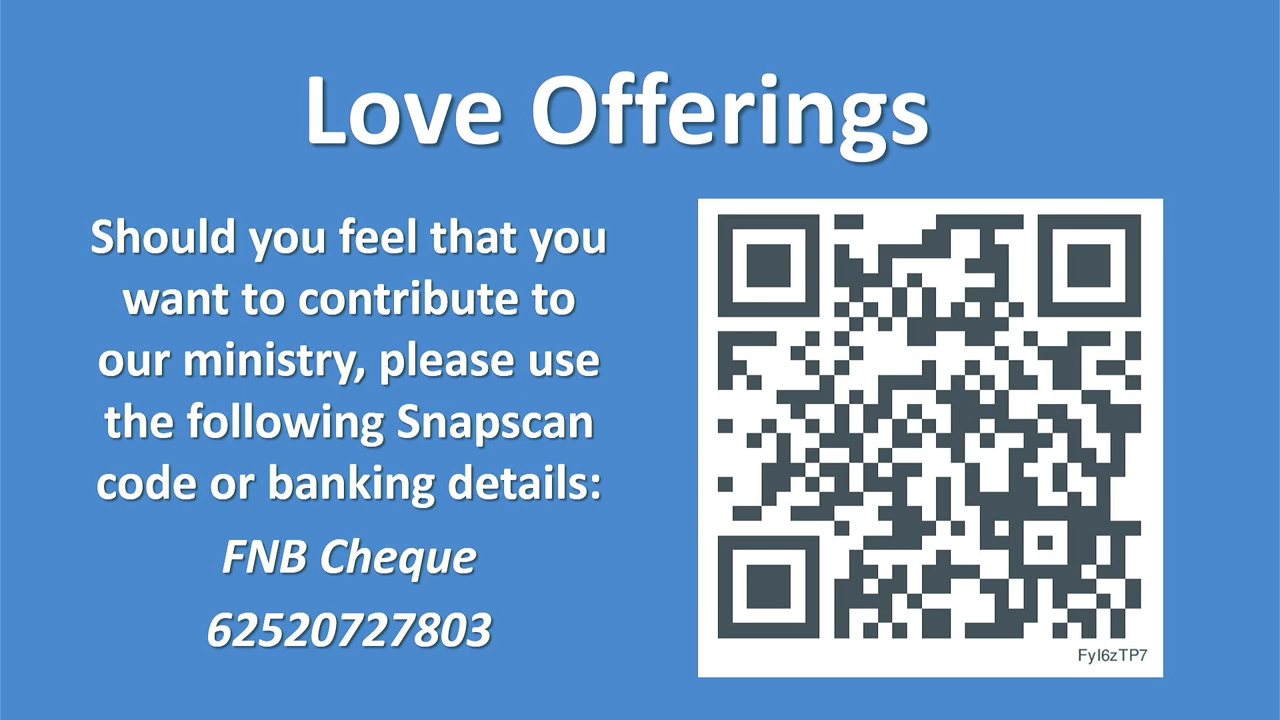 Love Offerings
Should you feel that you
want to contribute to
our ministry, please use
the following Snapscan
code or banking details:
FNB Cheque
62520727803
FyI6zTP7